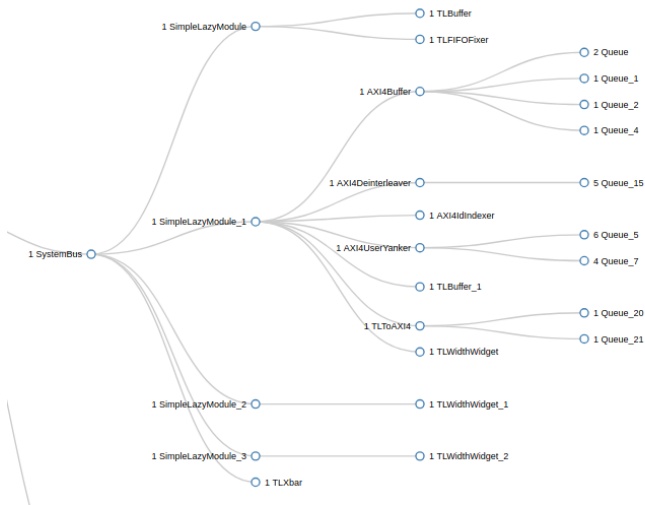 1 TLBuffer
1 SimpleLazyModule
1 TLFIFOFixer
2 Queue
1 Queue_1
1 AXI4Buffer
1 Queue_2
1 Queue_4
1 AXI4Deinterleaver
5 Queue_15
1 AXI4IdIndexer
1 SimpleLazyModule_1
6 Queue_5
1 AXI4UserYanker
1 SystemBus
4 Queue_7
1 TLBuffer_1
1 Queue_20
1 TLToAXI4
1 Queue_21
1 TLWidthWidget
1 SimpleLazyModule_2
1 TLWidthWidget_1
1 SimpleLazyModule_3
1 TLWidthWidget_2
1 TLXbar